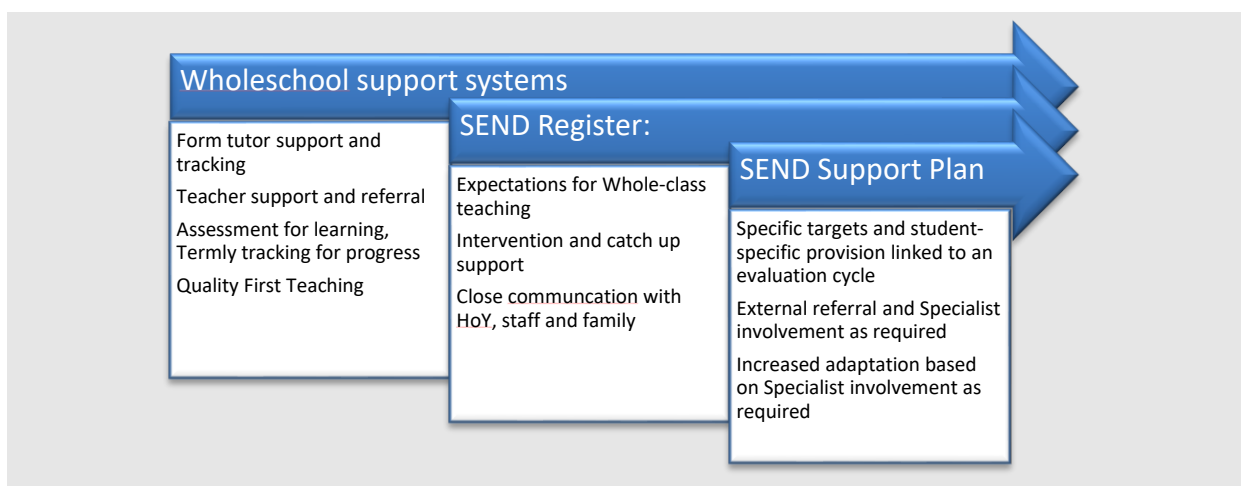 Wholeschool support systems
Form tutor support and
tracking
Teacher support and referral
Assessment for learning,
Termly tracking for progress
Quality First Teaching
SEND Register:
Expectations for Whole-class
teaching
Intervention and catch up
support
Close communcation with
HoY, staff and family
SEND Support Plan
Specific targets and student-
specific provision linked to an
evaluation cycle
External referral and Specialist
involvement as required
Increased adaptation based
on Specialist involvement as
required